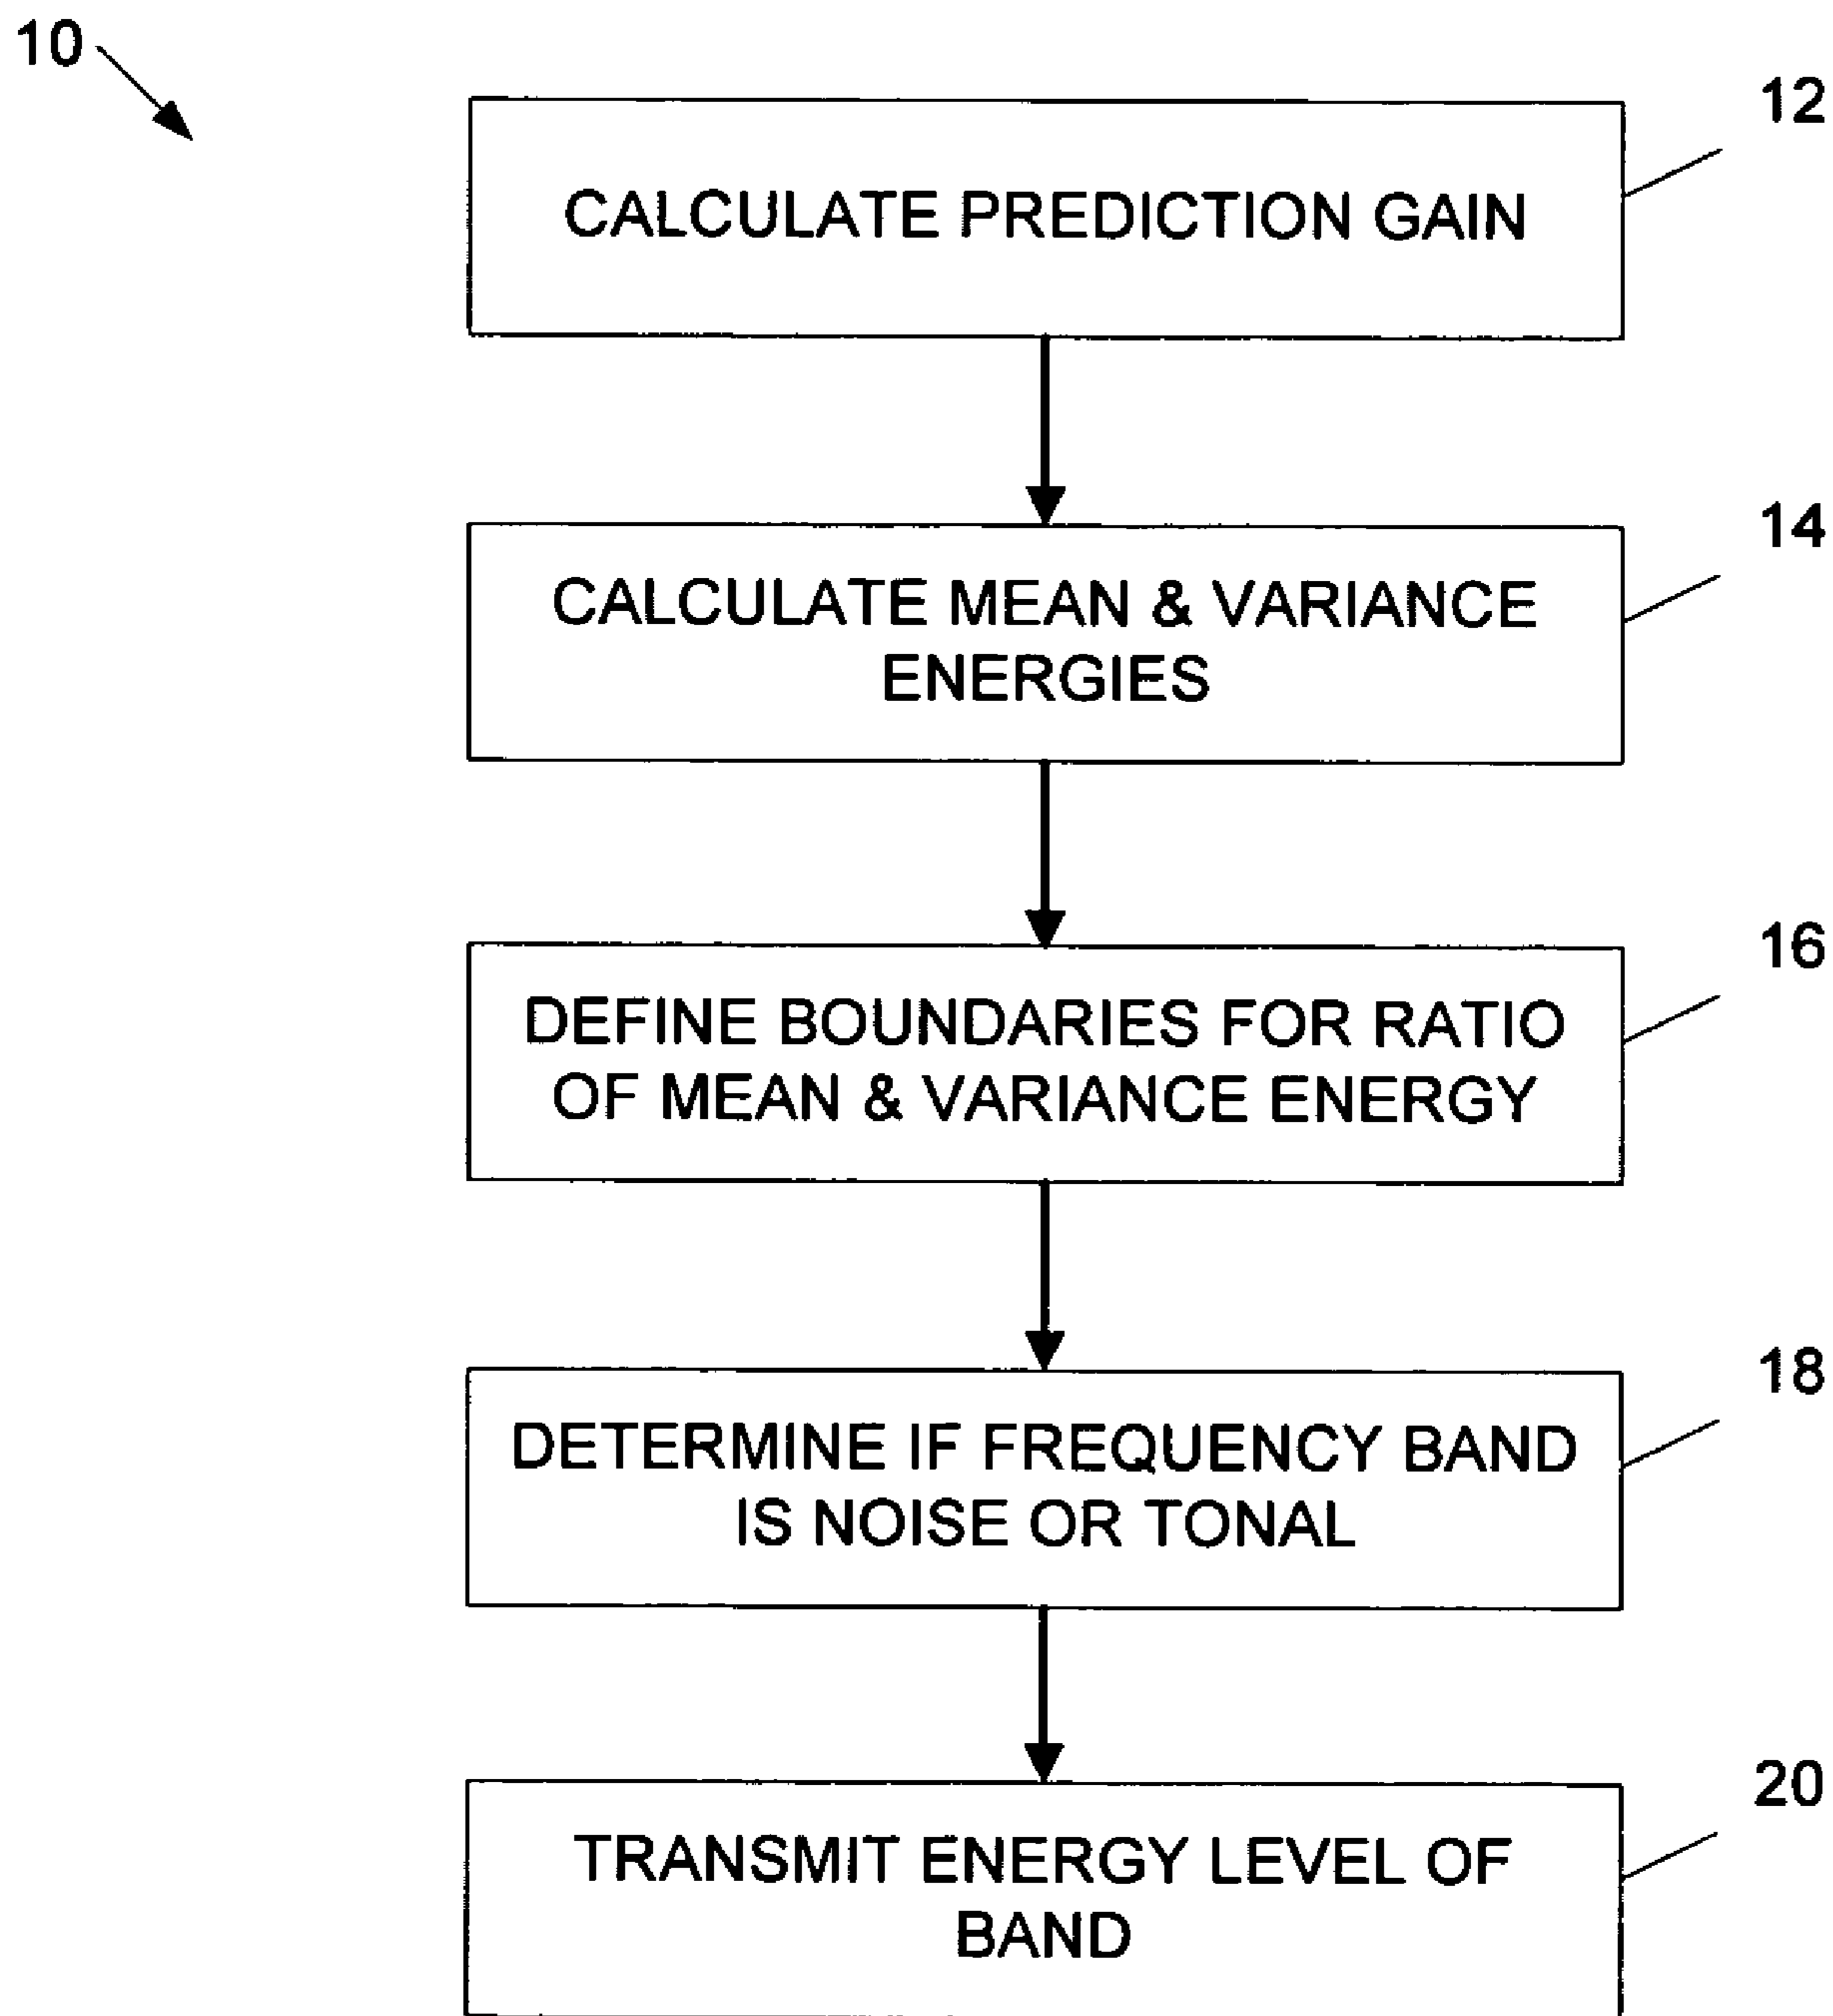 10
12
CALCULATE PREDICTION GAIN
14
CALCULATE MEAN & VARIANCE
ENERGIES
16
DEFINE BOUNDARIES FOR RATIO
OF MEAN & VARIANCE ENERGY
18
DETERMINE IF FREQUENCY BAND
IS NOISE OR TONAL
20
TRANSMIT ENERGY LEVEL OF
BAND